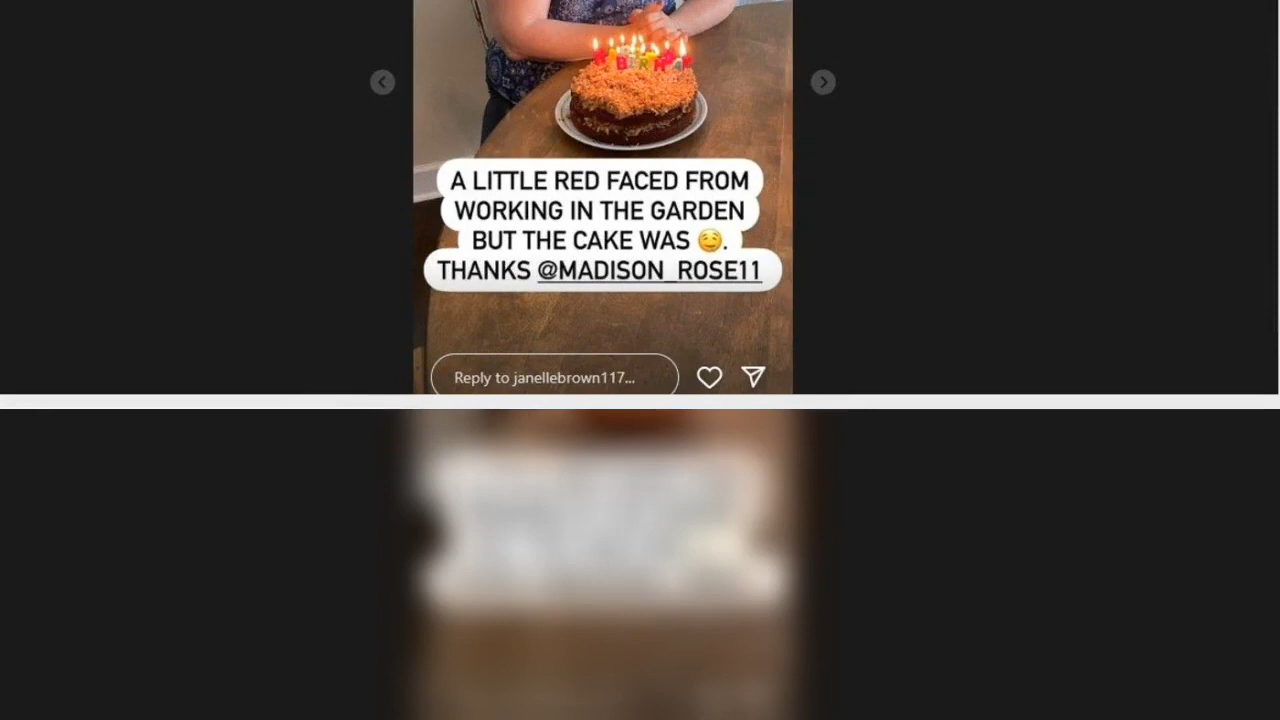 A LITTLE RED FACED FROM
WORKING IN THE GARDEN
BUT THE CAKE WAS 🤤.
THANKS @MADISON_ROSE11
Reply to janellebrown117...